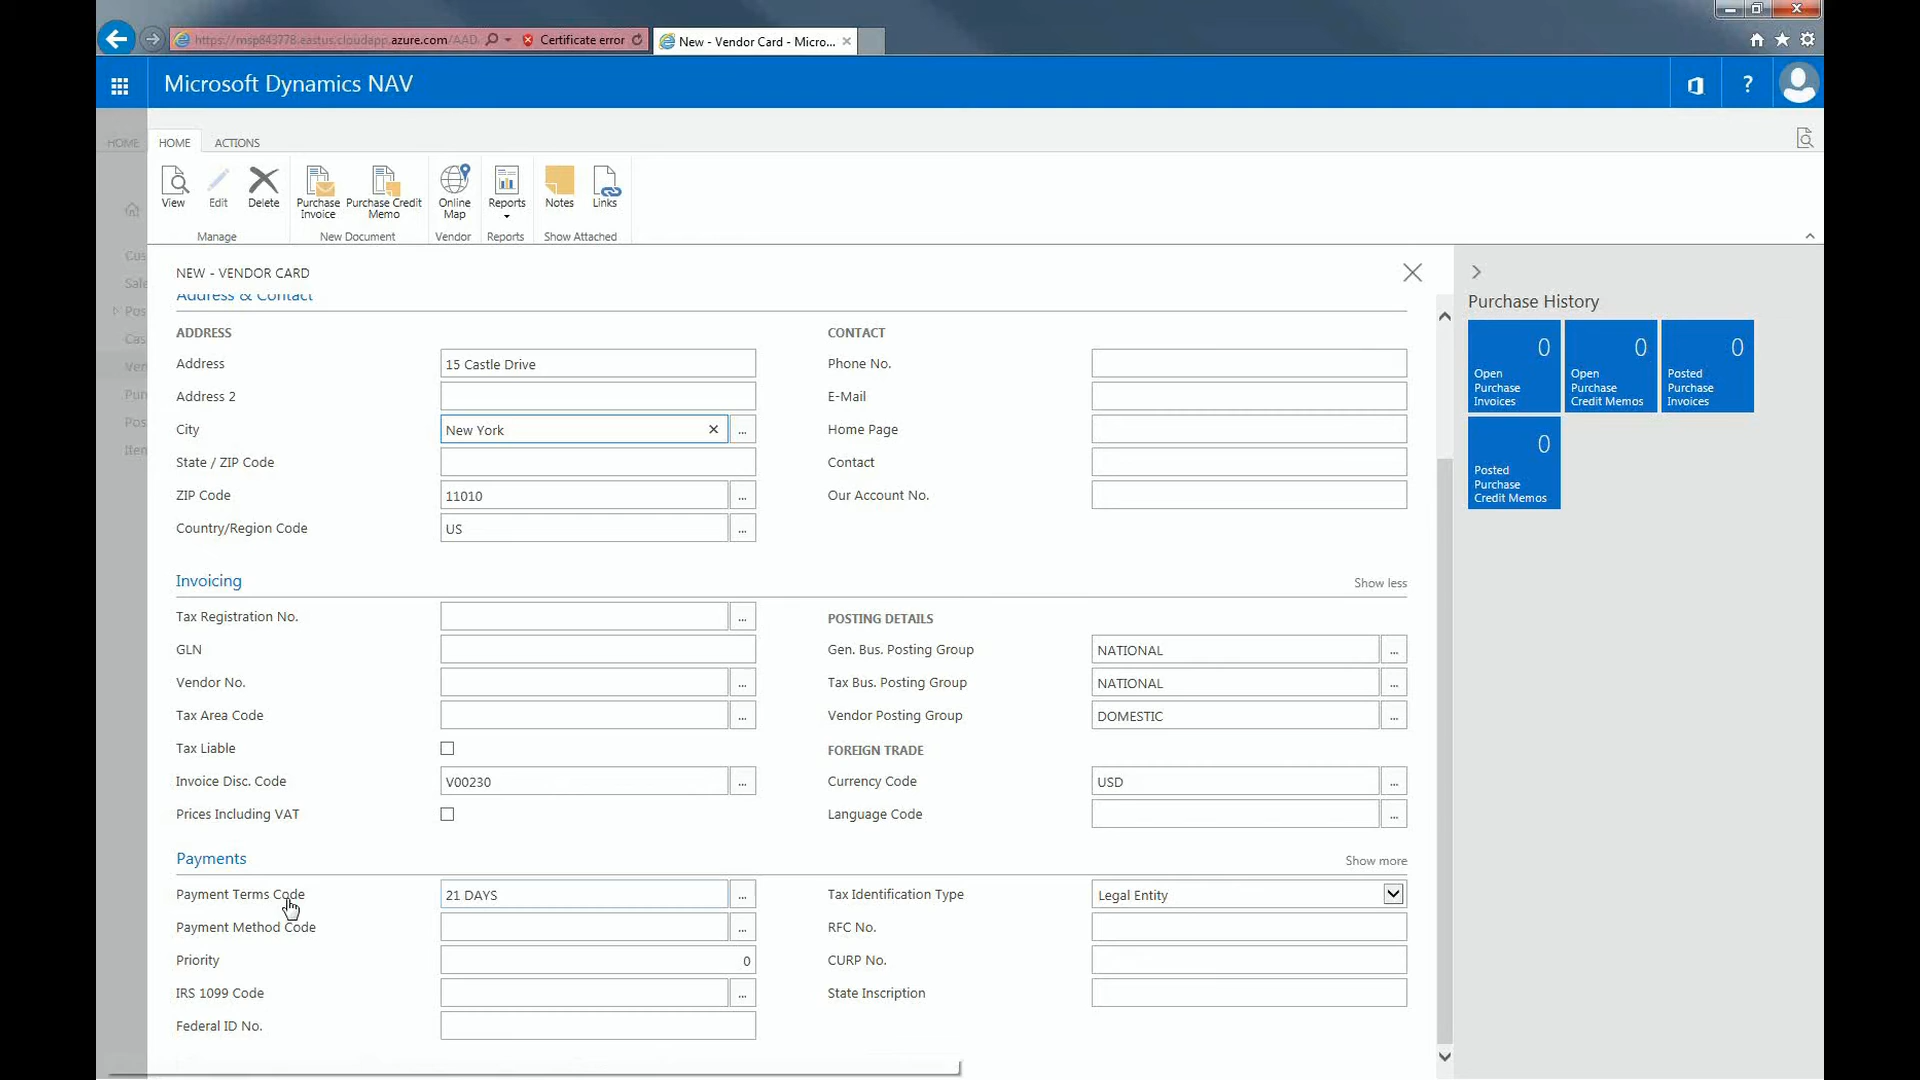 https://msp843778.eastus.cloudapp.azure.com/AAD
Certificate error
New - Vendor Card - Micro...
Microsoft Dynamics NAV
?
HOME
HOME
ACTIONS
View
Edit
Delete
Purchase Invoice
Purchase Credit Memo
Online Map
Reports
Notes
Links
Manage
New Document
Vendor
Reports
Show Attached
NEW - VENDOR CARD
Address & Contact
ADDRESS
Address
15 Castle Drive
Address 2
City
New York
...
State / ZIP Code
ZIP Code
11010
...
Country/Region Code
US
...
CONTACT
Phone No.
E-Mail
Home Page
Contact
Our Account No.
Invoicing
Show less
Tax Registration No.
...
GLN
Vendor No.
...
Tax Area Code
...
Tax Liable
Invoice Disc. Code
V00230
...
Prices Including VAT
POSTING DETAILS
Gen. Bus. Posting Group
NATIONAL
...
Tax Bus. Posting Group
NATIONAL
...
Vendor Posting Group
DOMESTIC
...
FOREIGN TRADE
Currency Code
USD
...
Language Code
...
Payments
Show more
Payment Terms Code
21 DAYS
...
Payment Method Code
...
Priority
0
IRS 1099 Code
...
Federal ID No.
Tax Identification Type
Legal Entity
RFC No.
CURP No.
State Inscription
Purchase History
0
Open
Purchase
Invoices
0
Open
Purchase
Credit Memos
0
Posted
Purchase
Invoices
0
Posted
Purchase
Credit Memos